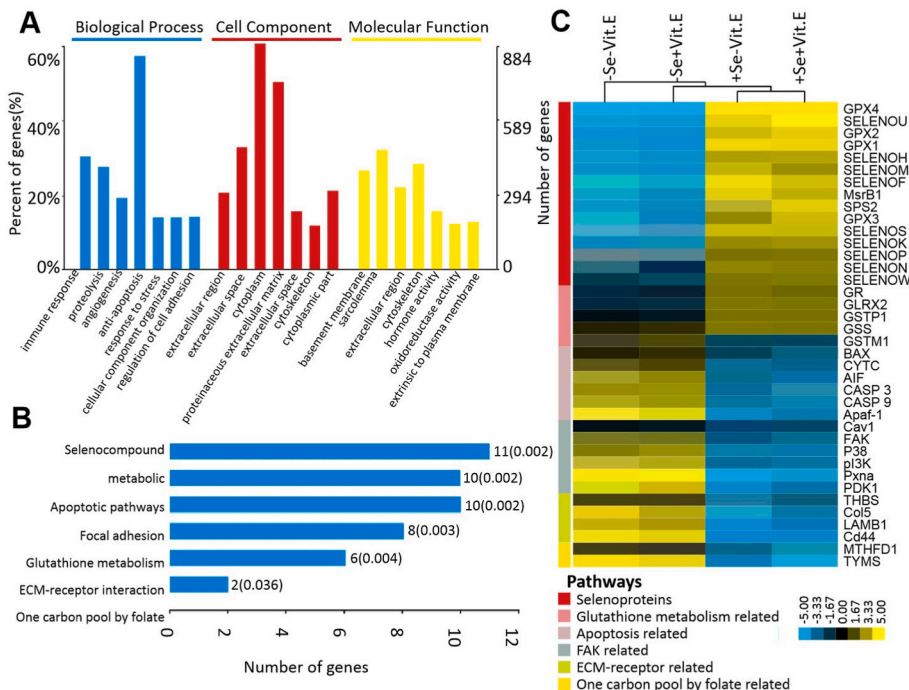 A
Biological Process Cell Component Molecular Function
Percent of genes(%)
60%
40%
20%
0%
884
589
294
0
Number of genes
immune response
proteolysis
angiogenesis
anti-apoptosis
response to stress
cellular component organization
regulation of cell adhesion
extracellular region
extracellular space
cytoplasm
proteinaceous extracellular matrix
extracellular space
cytoskeleton
cytoplasmic part
basement membrane
sarcolemma
extracellular region
cytoskeleton
hormone activity
oxidoreductase activity
extrinsic to plasma membrane
B
Selenocompound
metabolic
Apoptotic pathways
Focal adhesion
Glutathione metabolism
ECM-receptor interaction
One carbon pool by folate
11(0.002)
10(0.002)
10(0.002)
8(0.003)
6(0.004)
2(0.036)
0 2 4 6 8 10 12
Number of genes
C
-Se-Vit.E
-Se+Vit.E
+Se-Vit.E
+Se+Vit.E
GPX4
SELENOU
GPX2
GPX1
SELENOH
SELENOM
SELENOF
MsrB1
SPS2
GPX3
SELENOS
SELENOK
SELENOP
SELENON
SELENOW
GR
GLRX2
GSTP1
GSS
GSTM1
BAX
CYTC
AIF
CASP 3
CASP 9
Apaf-1
Cav1
FAK
P38
pI3K
Pxna
PDK1
THBS
Col5
LAMB1
Cd44
MTHFD1
TYMS
Pathways
Selenoproteins
Glutathione metabolism related
Apoptosis related
FAK related
ECM-receptor related
One carbon pool by folate related
-5.00
-3.33
-1.67
0.00
1.67
3.33
5.00